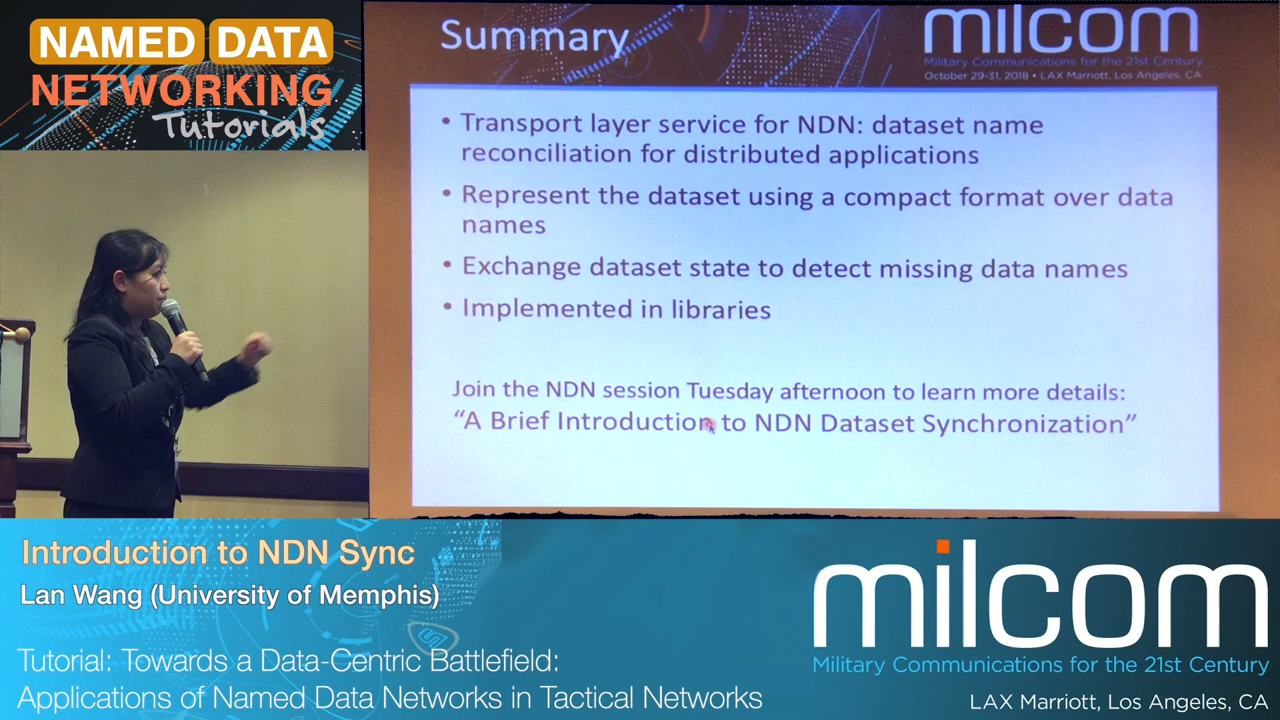 NAMED DATA
NETWORKING
Tutorials
Summary
milcom
Military Communications for the 21st Century
October 29-31, 2018 • LAX Marriott, Los Angeles, CA
• Transport layer service for NDN: dataset name
reconciliation for distributed applications
• Represent the dataset using a compact format over data
names
• Exchange dataset state to detect missing data names
• Implemented in libraries
Join the NDN session Tuesday afternoon to learn more details:
“A Brief Introduction to NDN Dataset Synchronization”
Introduction to NDN Sync
Lan Wang (University of Memphis)
Tutorial: Towards a Data-Centric Battlefield:
Applications of Named Data Networks in Tactical Networks
milcom
Military Communications for the 21st Century
LAX Marriott, Los Angeles, CA